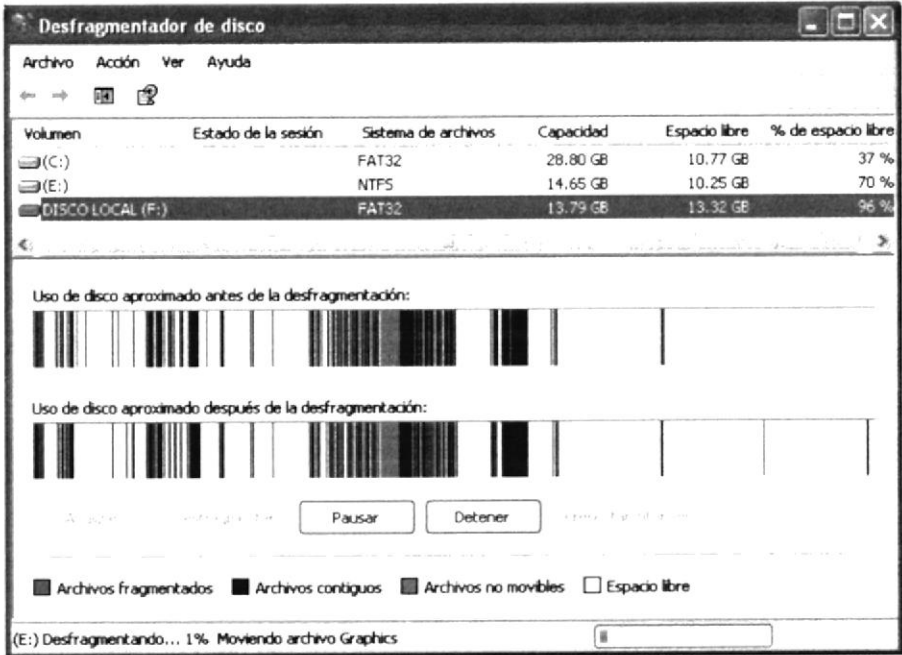 Desfragmentador de disco
Archivo Acción Ver Ayuda
Volumen Estado de la sesión Sistema de archivos Capacidad Espacio libre % de espacio libre
(C:) FAT32 28.80 GB 10.77 GB 37 %
(E:) NTFS 14.65 GB 10.25 GB 70 %
DISCO LOCAL (F:) FAT32 13.79 GB 13.32 GB 96 %
Uso de disco aproximado antes de la desfragmentación:
Uso de disco aproximado después de la desfragmentación:
Pausar Detener
Archivos fragmentados Archivos contiguos Archivos no movibles Espacio libre
(E:) Desfragmentando... 1% Moviendo archivo Graphics